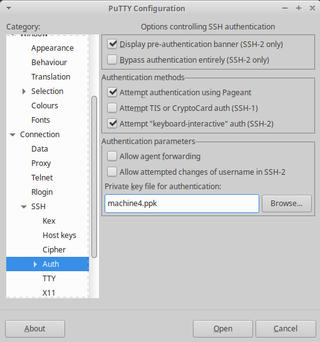 PuTTY Configuration
Category:
Options controlling SSH authentication
Appearance
Behaviour
Translation
Selection
Colours
Fonts
Connection
Data
Proxy
Telnet
Rlogin
SSH
Kex
Host keys
Cipher
Auth
TTY
X11
Display pre-authentication banner (SSH-2 only)
Bypass authentication entirely (SSH-2 only)
Authentication methods
Attempt authentication using Pageant
Attempt TIS or CryptoCard auth (SSH-1)
Attempt "keyboard-interactive" auth (SSH-2)
Authentication parameters
Allow agent forwarding
Allow attempted changes of username in SSH-2
Private key file for authentication:
machine4.ppk
Browse...
About
Open
Cancel